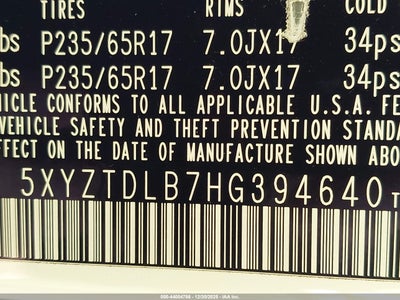 TIRES RIMS COLD
bs P235/65R17 7.0JX17 34ps
bs P235/65R17 7.0JX17 34ps
HICLE CONFORMS TO ALL APPLICABLE U.S.A. FE
VEHICLE SAFETY AND THEFT PREVENTION STANDA
EFFECT ON THE DATE OF MANUFACTURE SHOWN ABO
5XYZTDLB7HG394640 T